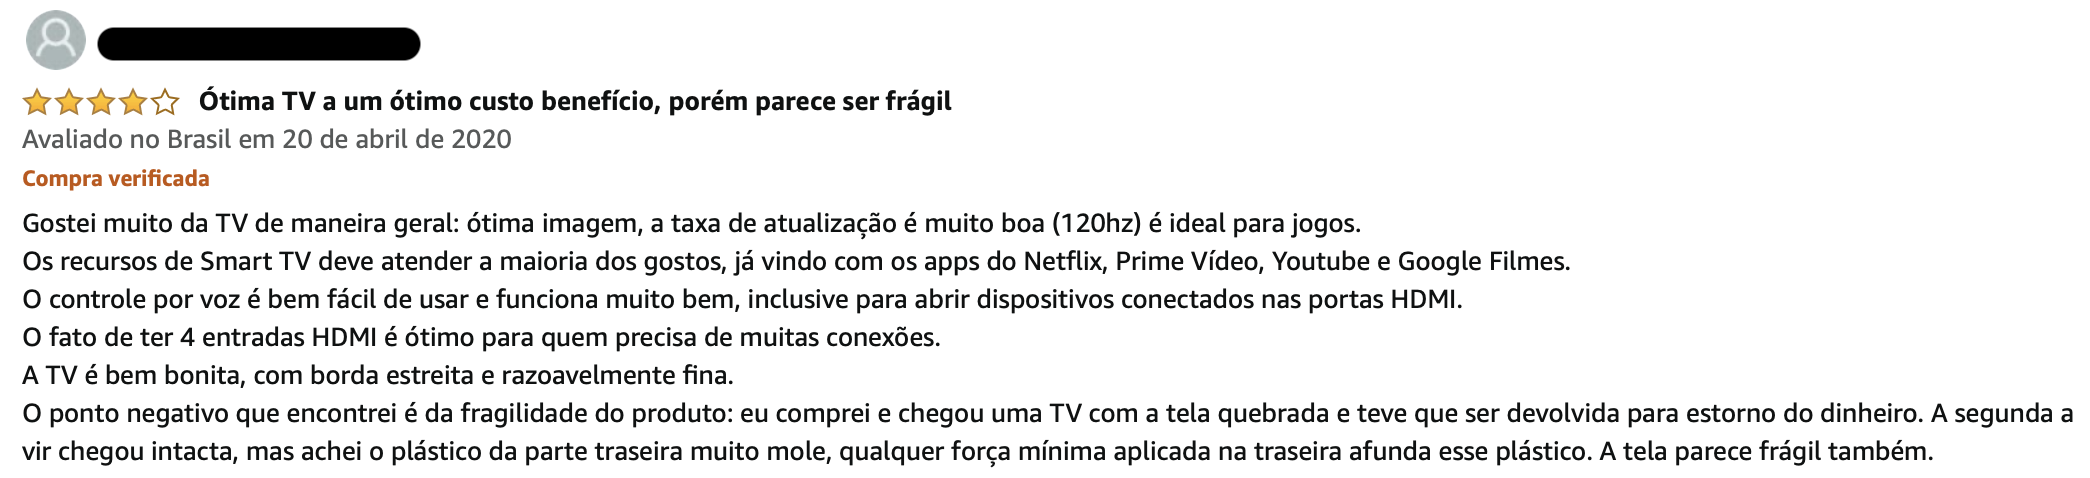 Ótima TV a um ótimo custo benefício, porém parece ser frágil
Avaliado no Brasil em 20 de abril de 2020
Compra verificada
Gostei muito da TV de maneira geral: ótima imagem, a taxa de atualização é muito boa (120hz) é ideal para jogos.
Os recursos de Smart TV deve atender a maioria dos gostos, já vindo com os apps do Netflix, Prime Vídeo, Youtube e Google Filmes.
O controle por voz é bem fácil de usar e funciona muito bem, inclusive para abrir dispositivos conectados nas portas HDMI.
O fato de ter 4 entradas HDMI é ótimo para quem precisa de muitas conexões.
A TV é bem bonita, com borda estreita e razoavelmente fina.
O ponto negativo que encontrei é da fragilidade do produto: eu comprei e chegou uma TV com a tela quebrada e teve que ser devolvida para estorno do dinheiro. A segunda a
vir chegou intacta, mas achei o plástico da parte traseira muito mole, qualquer força mínima aplicada na traseira afunda esse plástico. A tela parece frágil também.